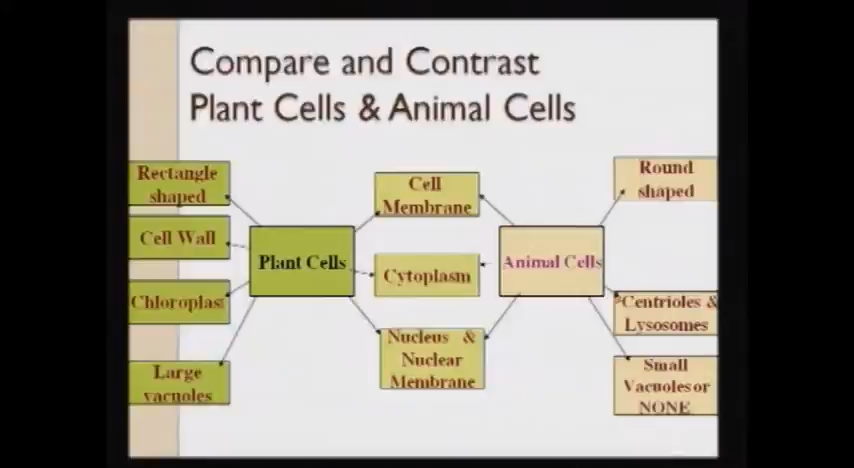 Compare and Contrast
Plant Cells & Animal Cells
Rectangle
shaped
Cell Wall
Chloroplast
Large
vacuoles
Plant Cells
Cell
Membrane
Cytoplasm
Nucleus &
Nuclear
Membrane
Animal Cells
Round
shaped
*Centrioles &
Lysosomes
Small
Vacuoles or
NONE